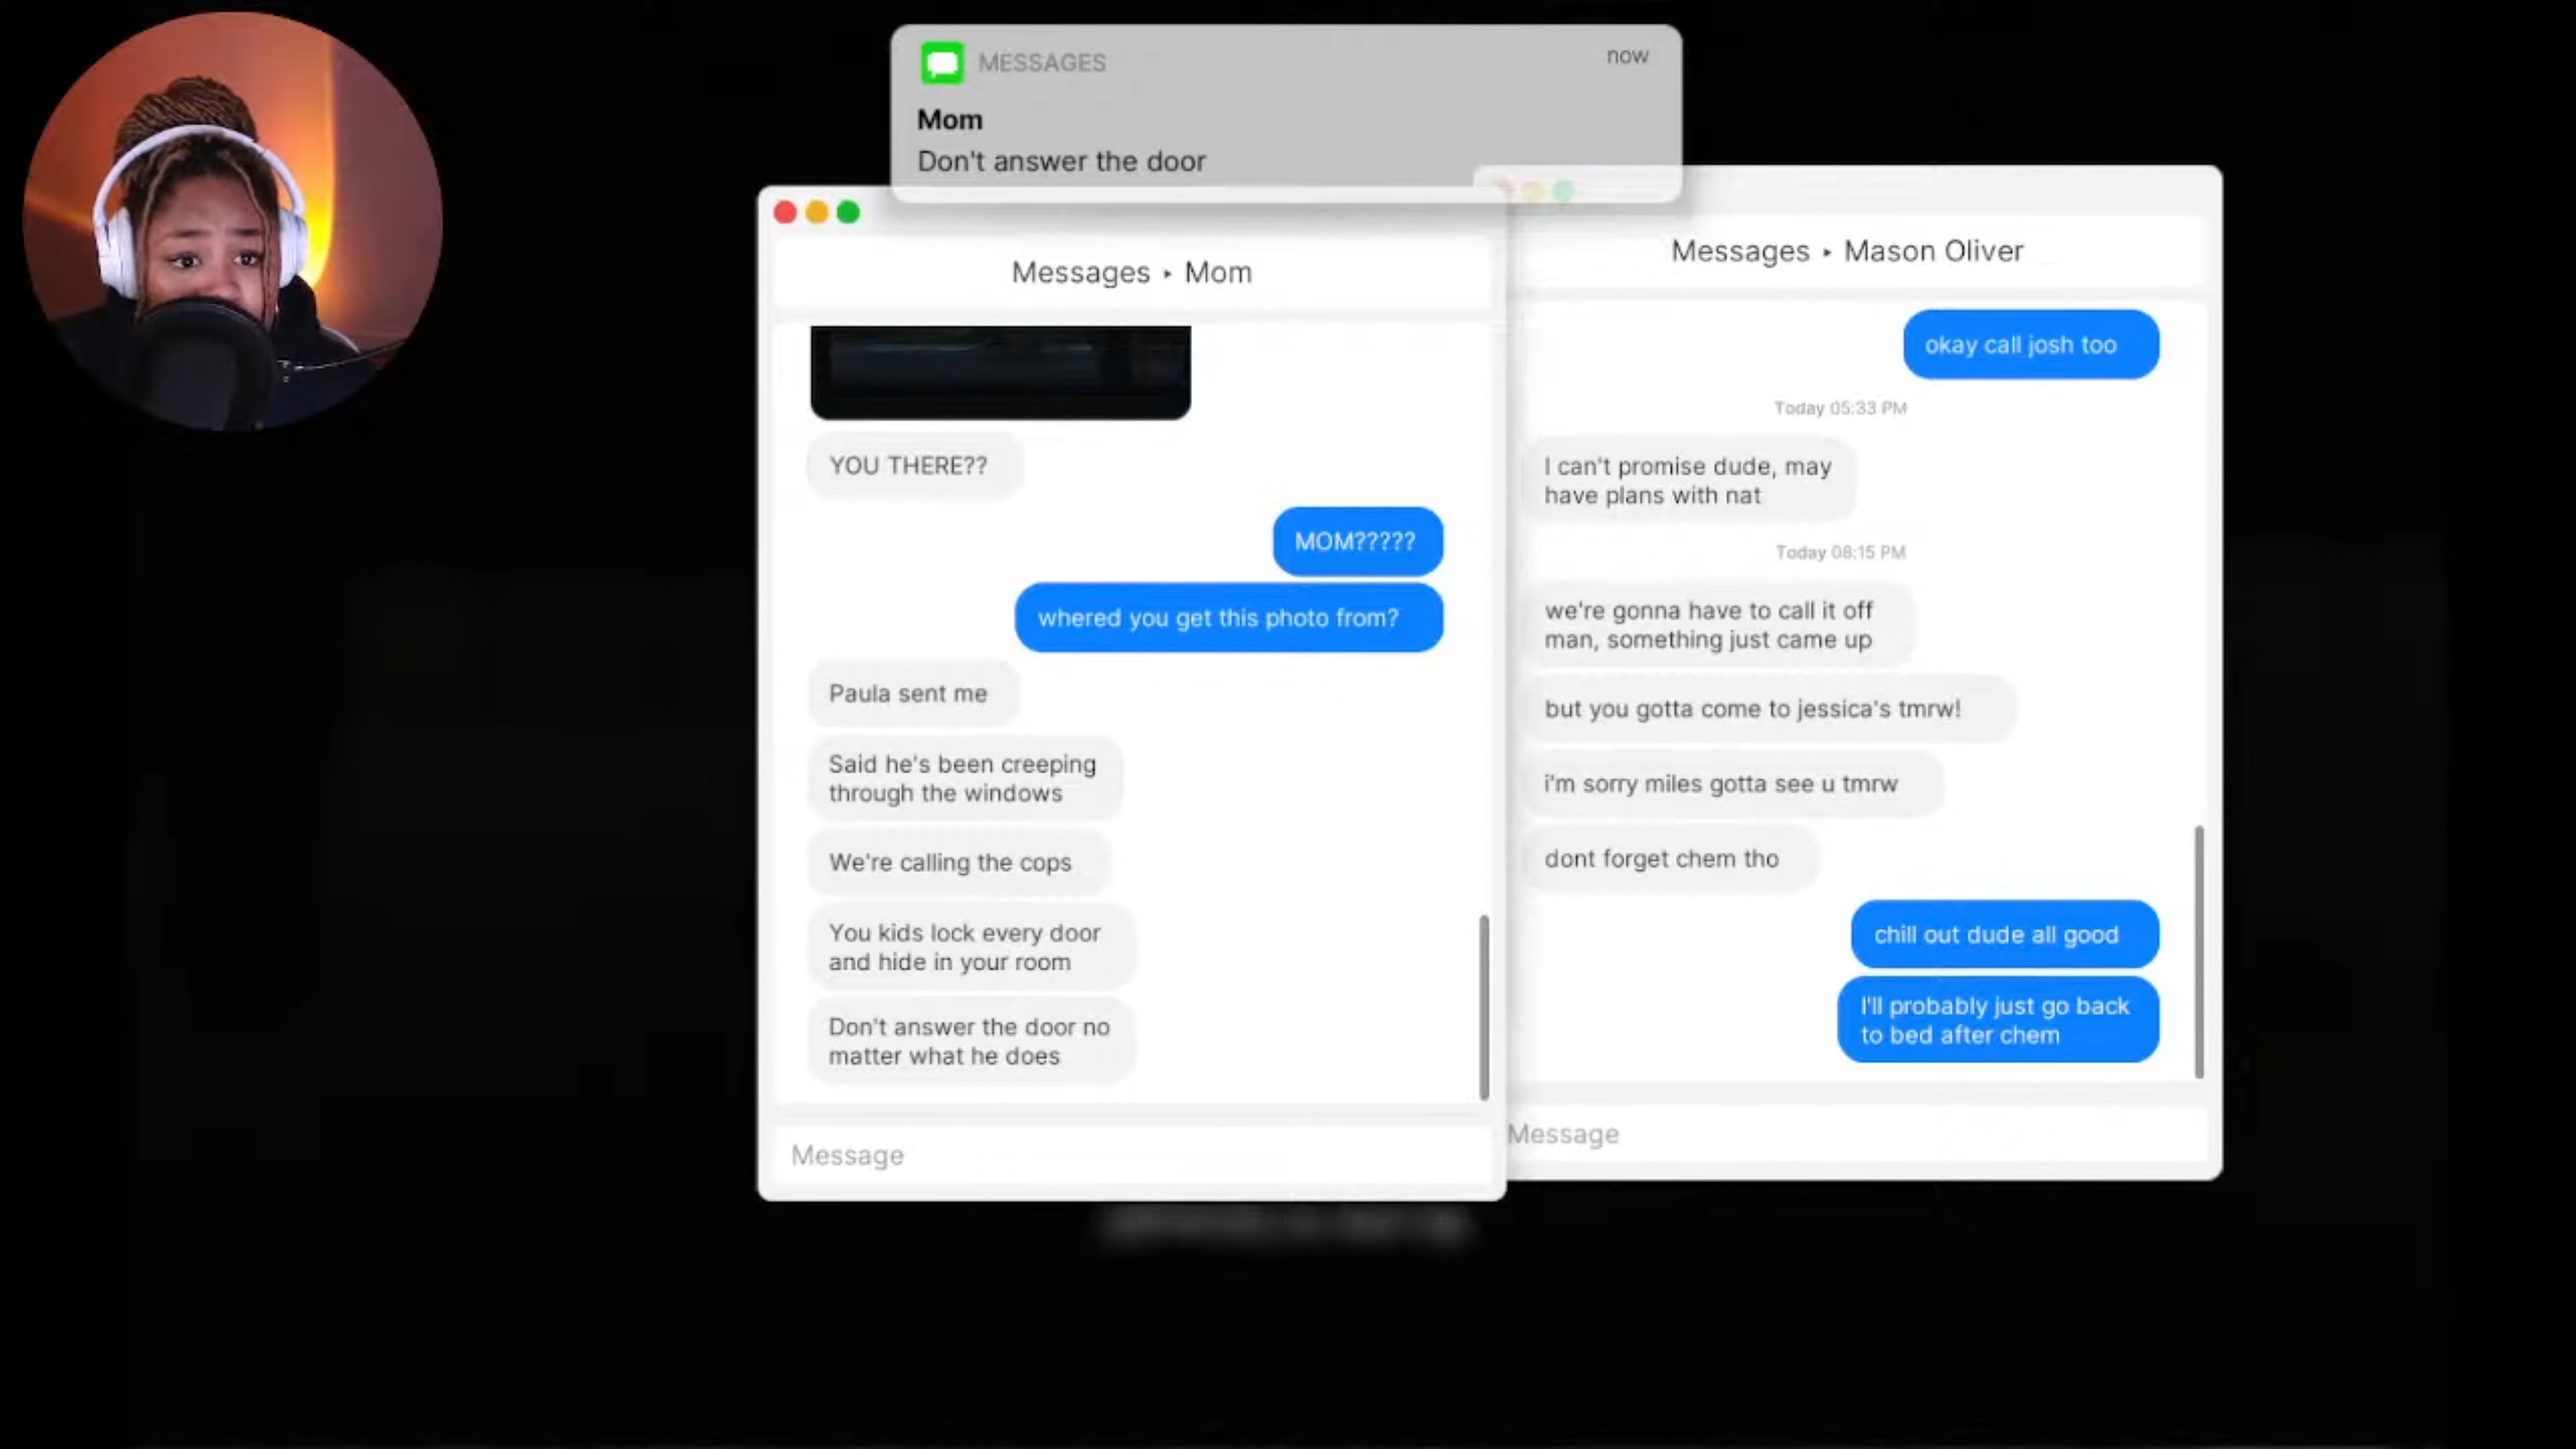 MESSAGES
now
Mom
Don't answer the door
Messages ‣ Mom
YOU THERE??
MOM?????
whered you get this photo from?
Paula sent me
Said he's been creeping
through the windows
We're calling the cops
You kids lock every door
and hide in your room
Don't answer the door no
matter what he does
Message
Messages ‣ Mason Oliver
okay call josh too
Today 05:33 PM
I can't promise dude, may
have plans with nat
Today 08:15 PM
we're gonna have to call it off
man, something just came up
but you gotta come to jessica's tmrw!
i'm sorry miles gotta see u tmrw
dont forget chem tho
chill out dude all good
I'll probably just go back
to bed after chem
Message